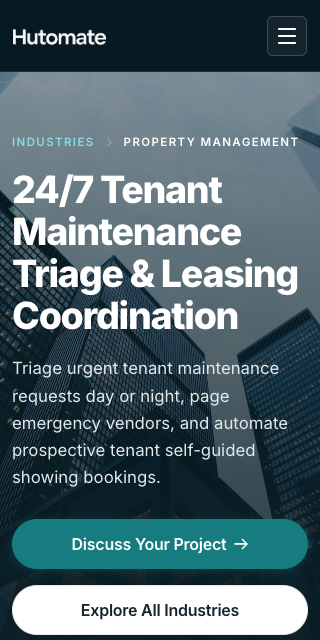 Hutomate
INDUSTRIES > PROPERTY MANAGEMENT
24/7 Tenant
Maintenance
Triage & Leasing
Coordination
Triage urgent tenant maintenance
requests day or night, page
emergency vendors, and automate
prospective tenant self-guided
showing bookings.
Discuss Your Project →
Explore All Industries